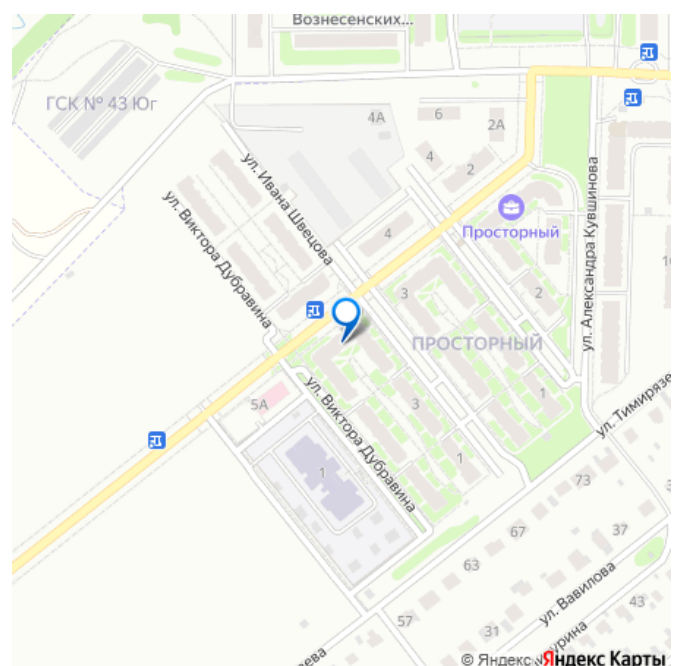 Вознесенских...
ГСК № 43 Юг
4А
6
2А
4
2
ул. Ивана Швецова
ул. Виктора Дубравина
Просторный
ул. Александра Кувшинова
4
3
2
ПРОСТОРНЫЙ
5А
ул. Виктора Дубравина
3
1
1
1
ул. Тимирязе
73
67
37
63
ул. Вавилова
57
31
43
© Яндекс
Яндекс Карты